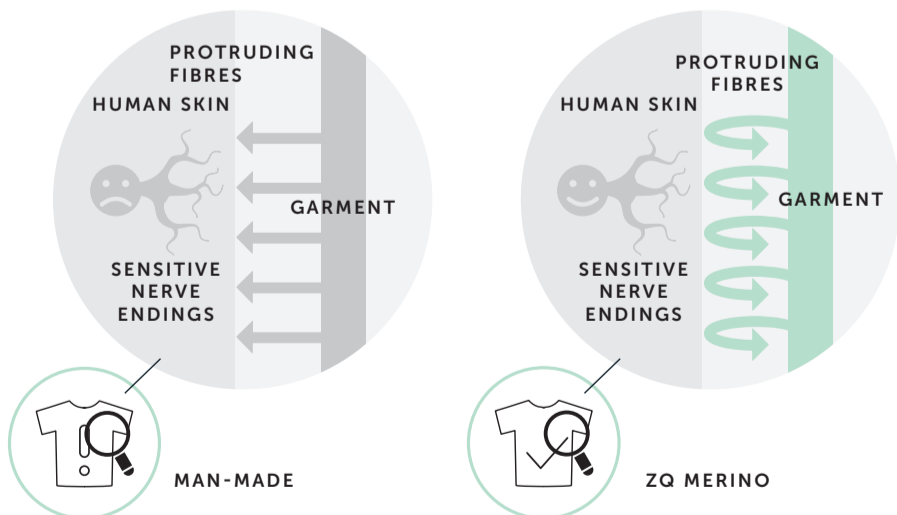 PROTRUDING
FIBRES
HUMAN SKIN
GARMENT
SENSITIVE
NERVE
ENDINGS
MAN-MADE
PROTRUDING
FIBRES
HUMAN SKIN
GARMENT
SENSITIVE
NERVE
ENDINGS
ZQ MERINO